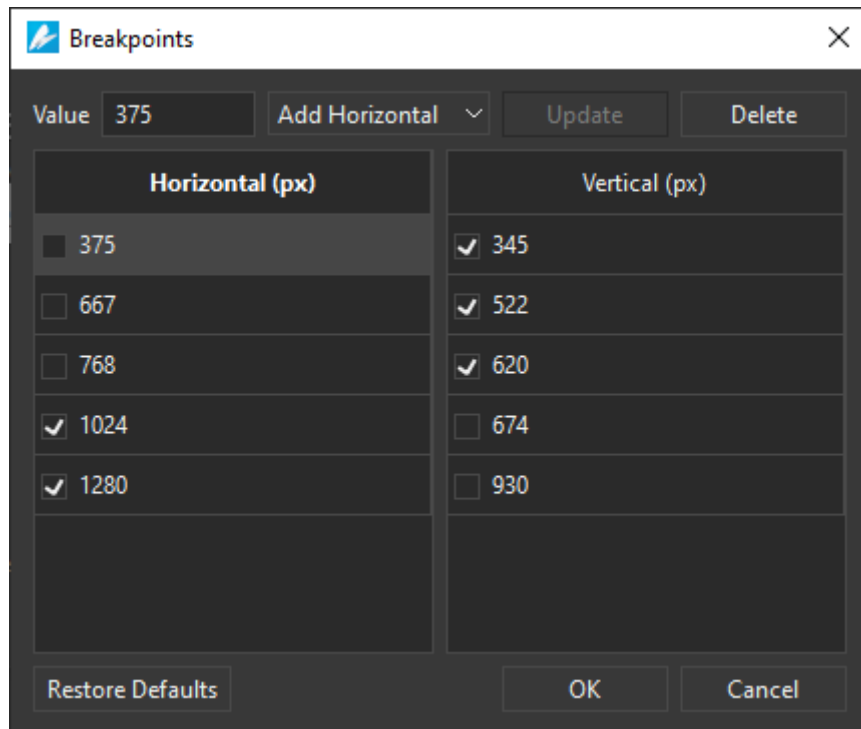 Breakpoints
Value 375 Add Horizontal Update Delete
Horizontal (px) Vertical (px)
375 345
667 522
768 620
1024 674
1280 930
Restore Defaults OK Cancel